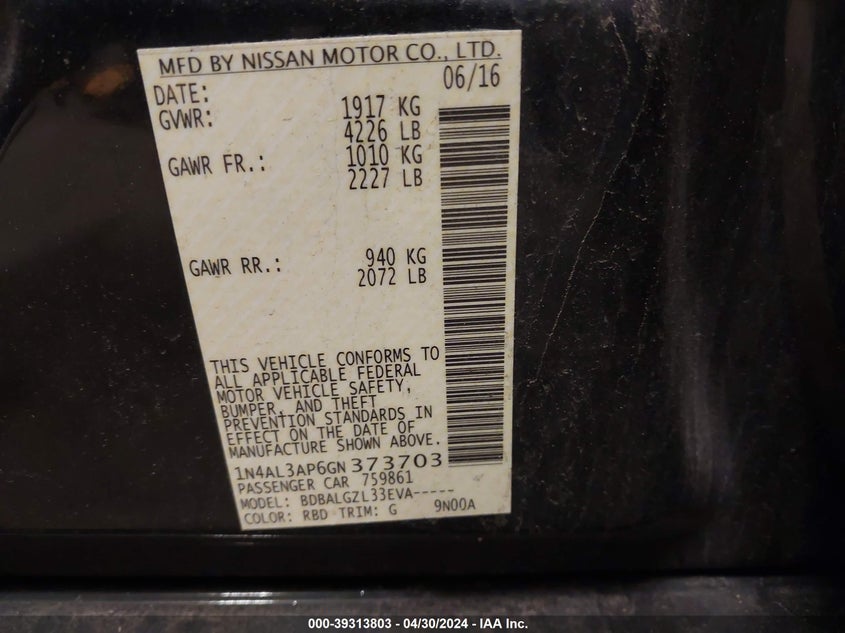 MFD BY NISSAN MOTOR CO., LTD.
DATE: 06/16
GVWR: 1917 KG
4226 LB
GAWR FR.: 1010 KG
2227 LB
GAWR RR.: 940 KG
2072 LB
THIS VEHICLE CONFORMS TO
ALL APPLICABLE FEDERAL
MOTOR VEHICLE SAFETY,
BUMPER, AND THEFT
PREVENTION STANDARDS IN
EFFECT ON THE DATE OF
MANUFACTURE SHOWN ABOVE.
1N4AL3AP6GN373703
PASSENGER CAR 759861
MODEL: BDBALGZL33EVA-----
COLOR: RBD TRIM: G 9N00A
000-39313803 - 04/30/2024 - IAA Inc.